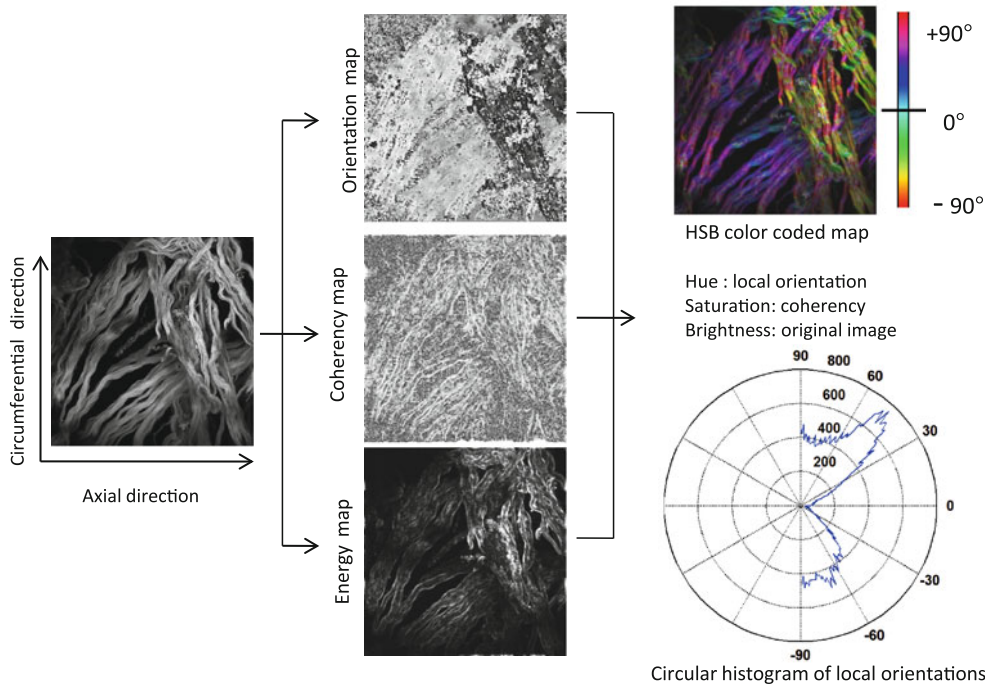 Circumferential direction
Axial direction
Orientation map
Coherency map
Energy map
+90°
0°
- 90°
HSB color coded map
Hue : local orientation
Saturation: coherency
Brightness: original image
90
800
60
600
400
30
200
0
-30
-60
-90
Circular histogram of local orientations